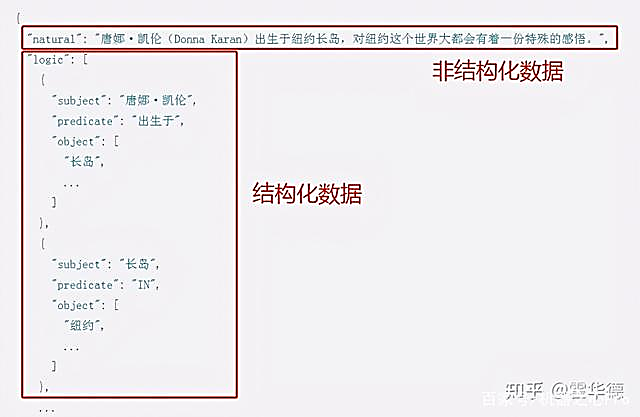 {
"natural": "唐娜·凯伦（Donna Karan）出生于纽约长岛，对纽约这个世界大都会有着一份特殊的感悟。",
非结构化数据
"logic": [
{
"subject": "唐娜·凯伦",
"predicate": "出生于",
"object": [
"长岛",
...
]
},
结构化数据
{
"subject": "长岛",
"predicate": "IN",
"object": [
"纽约",
...
]
},
...
知乎 @雪华德